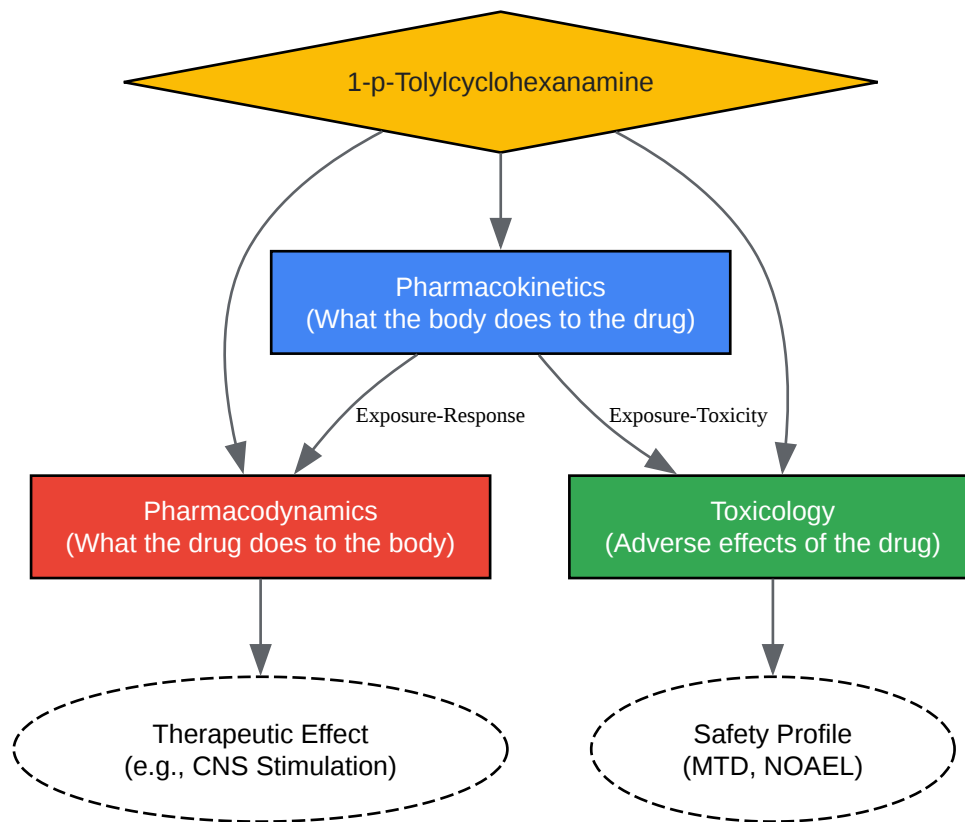 1-p-Tolylcyclohexanamine
Pharmacokinetics
(What the body does to the drug)
Exposure-Response
Exposure-Toxicity
Pharmacodynamics
(What the drug does to the body)
Toxicology
(Adverse effects of the drug)
Therapeutic Effect
(e.g., CNS Stimulation)
Safety Profile
(MTD, NOAEL)